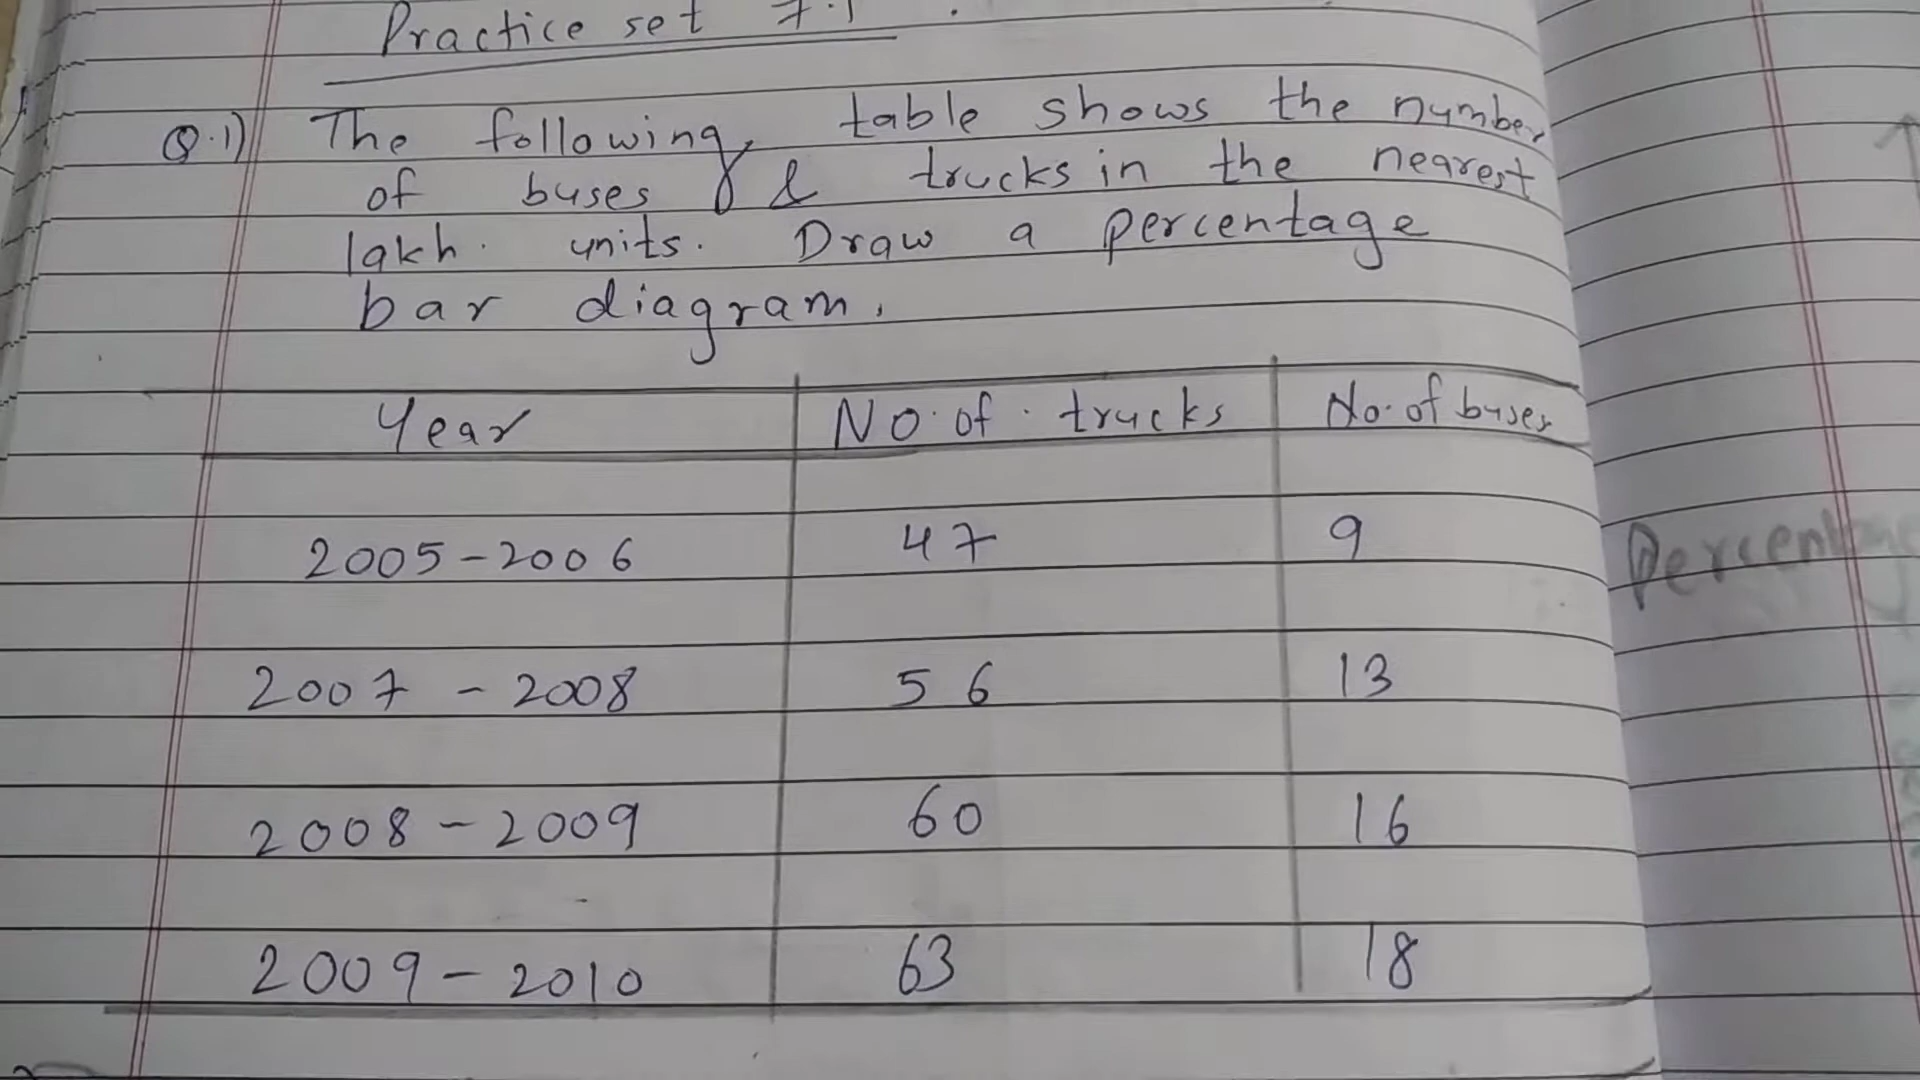 Practice set 7.1
Q.1) The following table shows the number
of buses & trucks in the nearest
lakh. units. Draw a percentage
bar diagram.
Year No. of. trucks No. of buses
2005-2006 47 9
2007 - 2008 56 13
2008-2009 60 16
2009-2010 63 18